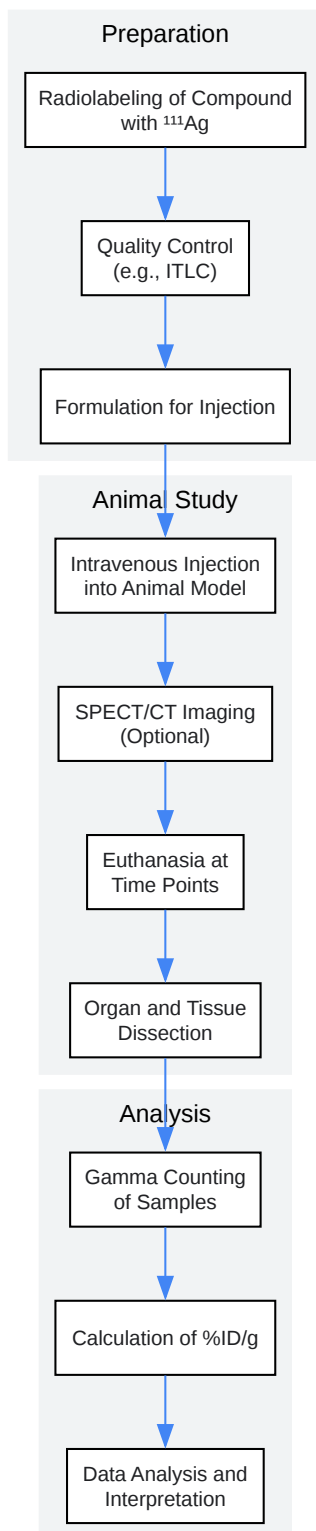 Preparation
Radiolabeling of Compound
with ¹¹¹Ag
Quality Control
(e.g., ITLC)
Formulation for Injection
Animal Study
Intravenous Injection
into Animal Model
SPECT/CT Imaging
(Optional)
Euthanasia at
Time Points
Organ and Tissue
Dissection
Analysis
Gamma Counting
of Samples
Calculation of %ID/g
Data Analysis and
Interpretation